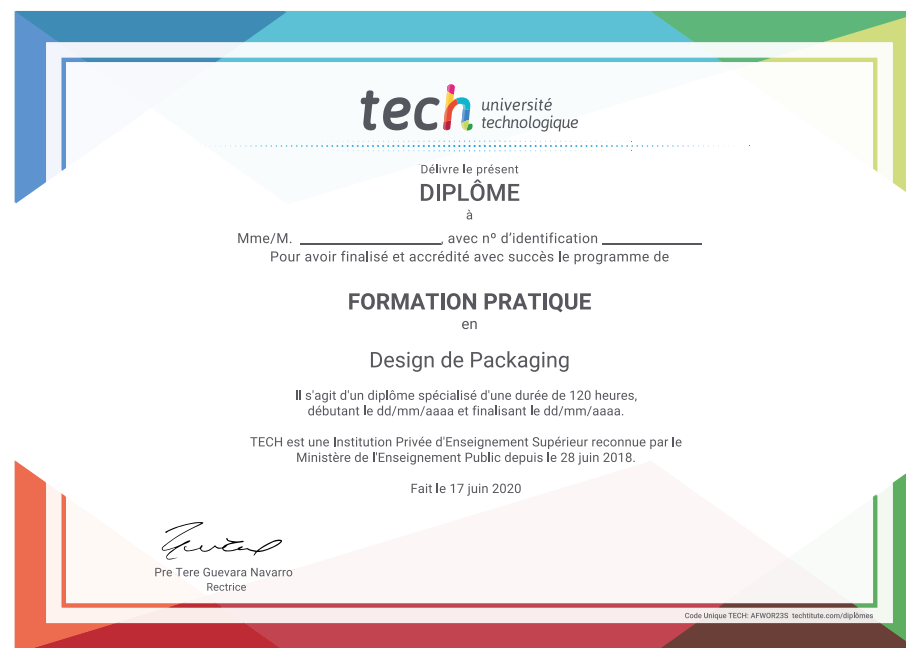 tech université
technologique
Délivre le présent
DIPLÔME
à
Mme/M. ____________________, avec nº d'identification ______________
Pour avoir finalisé et accrédité avec succès le programme de
FORMATION PRATIQUE
en
Design de Packaging
Il s'agit d'un diplôme spécialisé d'une durée de 120 heures,
débutant le dd/mm/aaaa et finalisant le dd/mm/aaaa.
TECH est une Institution Privée d'Enseignement Supérieur reconnue par le
Ministère de l'Enseignement Public depuis le 28 juin 2018.
Fait le 17 juin 2020
Pre Tere Guevara Navarro
Rectrice
Code Unique TECH: AFWOR23S techtitute.com/diplômes